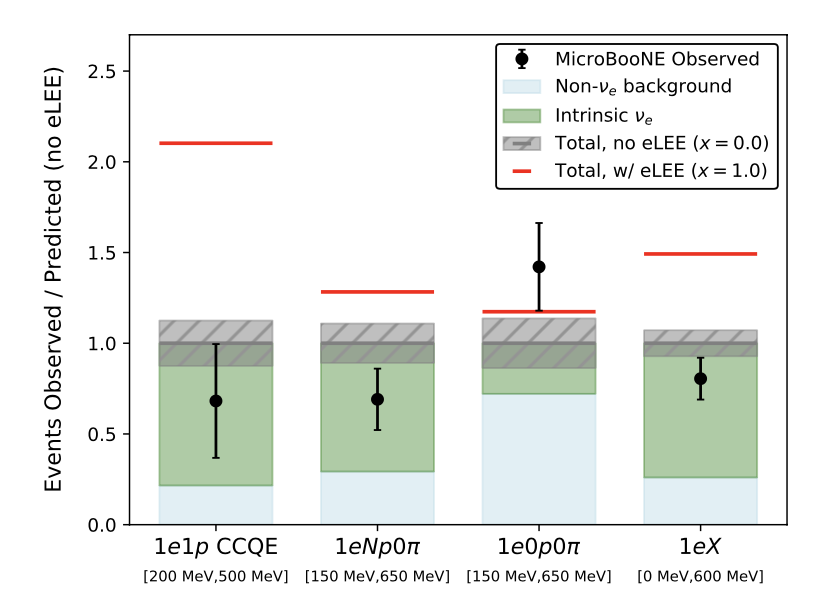 Events Observed / Predicted (no eLEE)
2.5
2.0
1.5
1.0
0.5
0.0
MicroBooNE Observed
Non-νₑ background
Intrinsic νₑ
Total, no eLEE (x = 0.0)
Total, w/ eLEE (x = 1.0)
1e1p CCQE
[200 MeV,500 MeV]
1eNp0π
[150 MeV,650 MeV]
1e0p0π
[150 MeV,650 MeV]
1eX
[0 MeV,600 MeV]